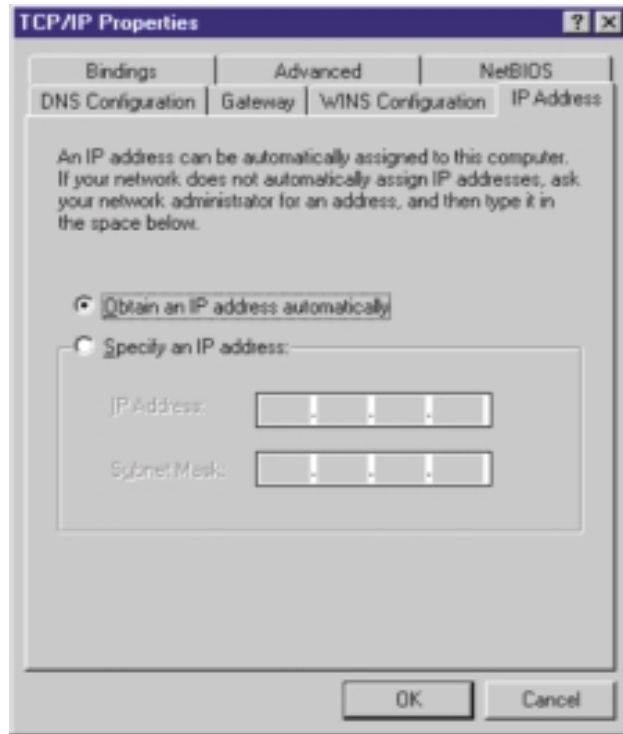 TCP/IP Properties
Bindings
Advanced
NetBIOS
DNS Configuration
Gateway
WINS Configuration
IP Address
An IP address can be automatically assigned to this computer.
If your network does not automatically assign IP addresses, ask
your network administrator for an address, and then type it in
the space below.
Obtain an IP address automatically
Specify an IP address:
IP Address:
Subnet Mask:
OK
Cancel